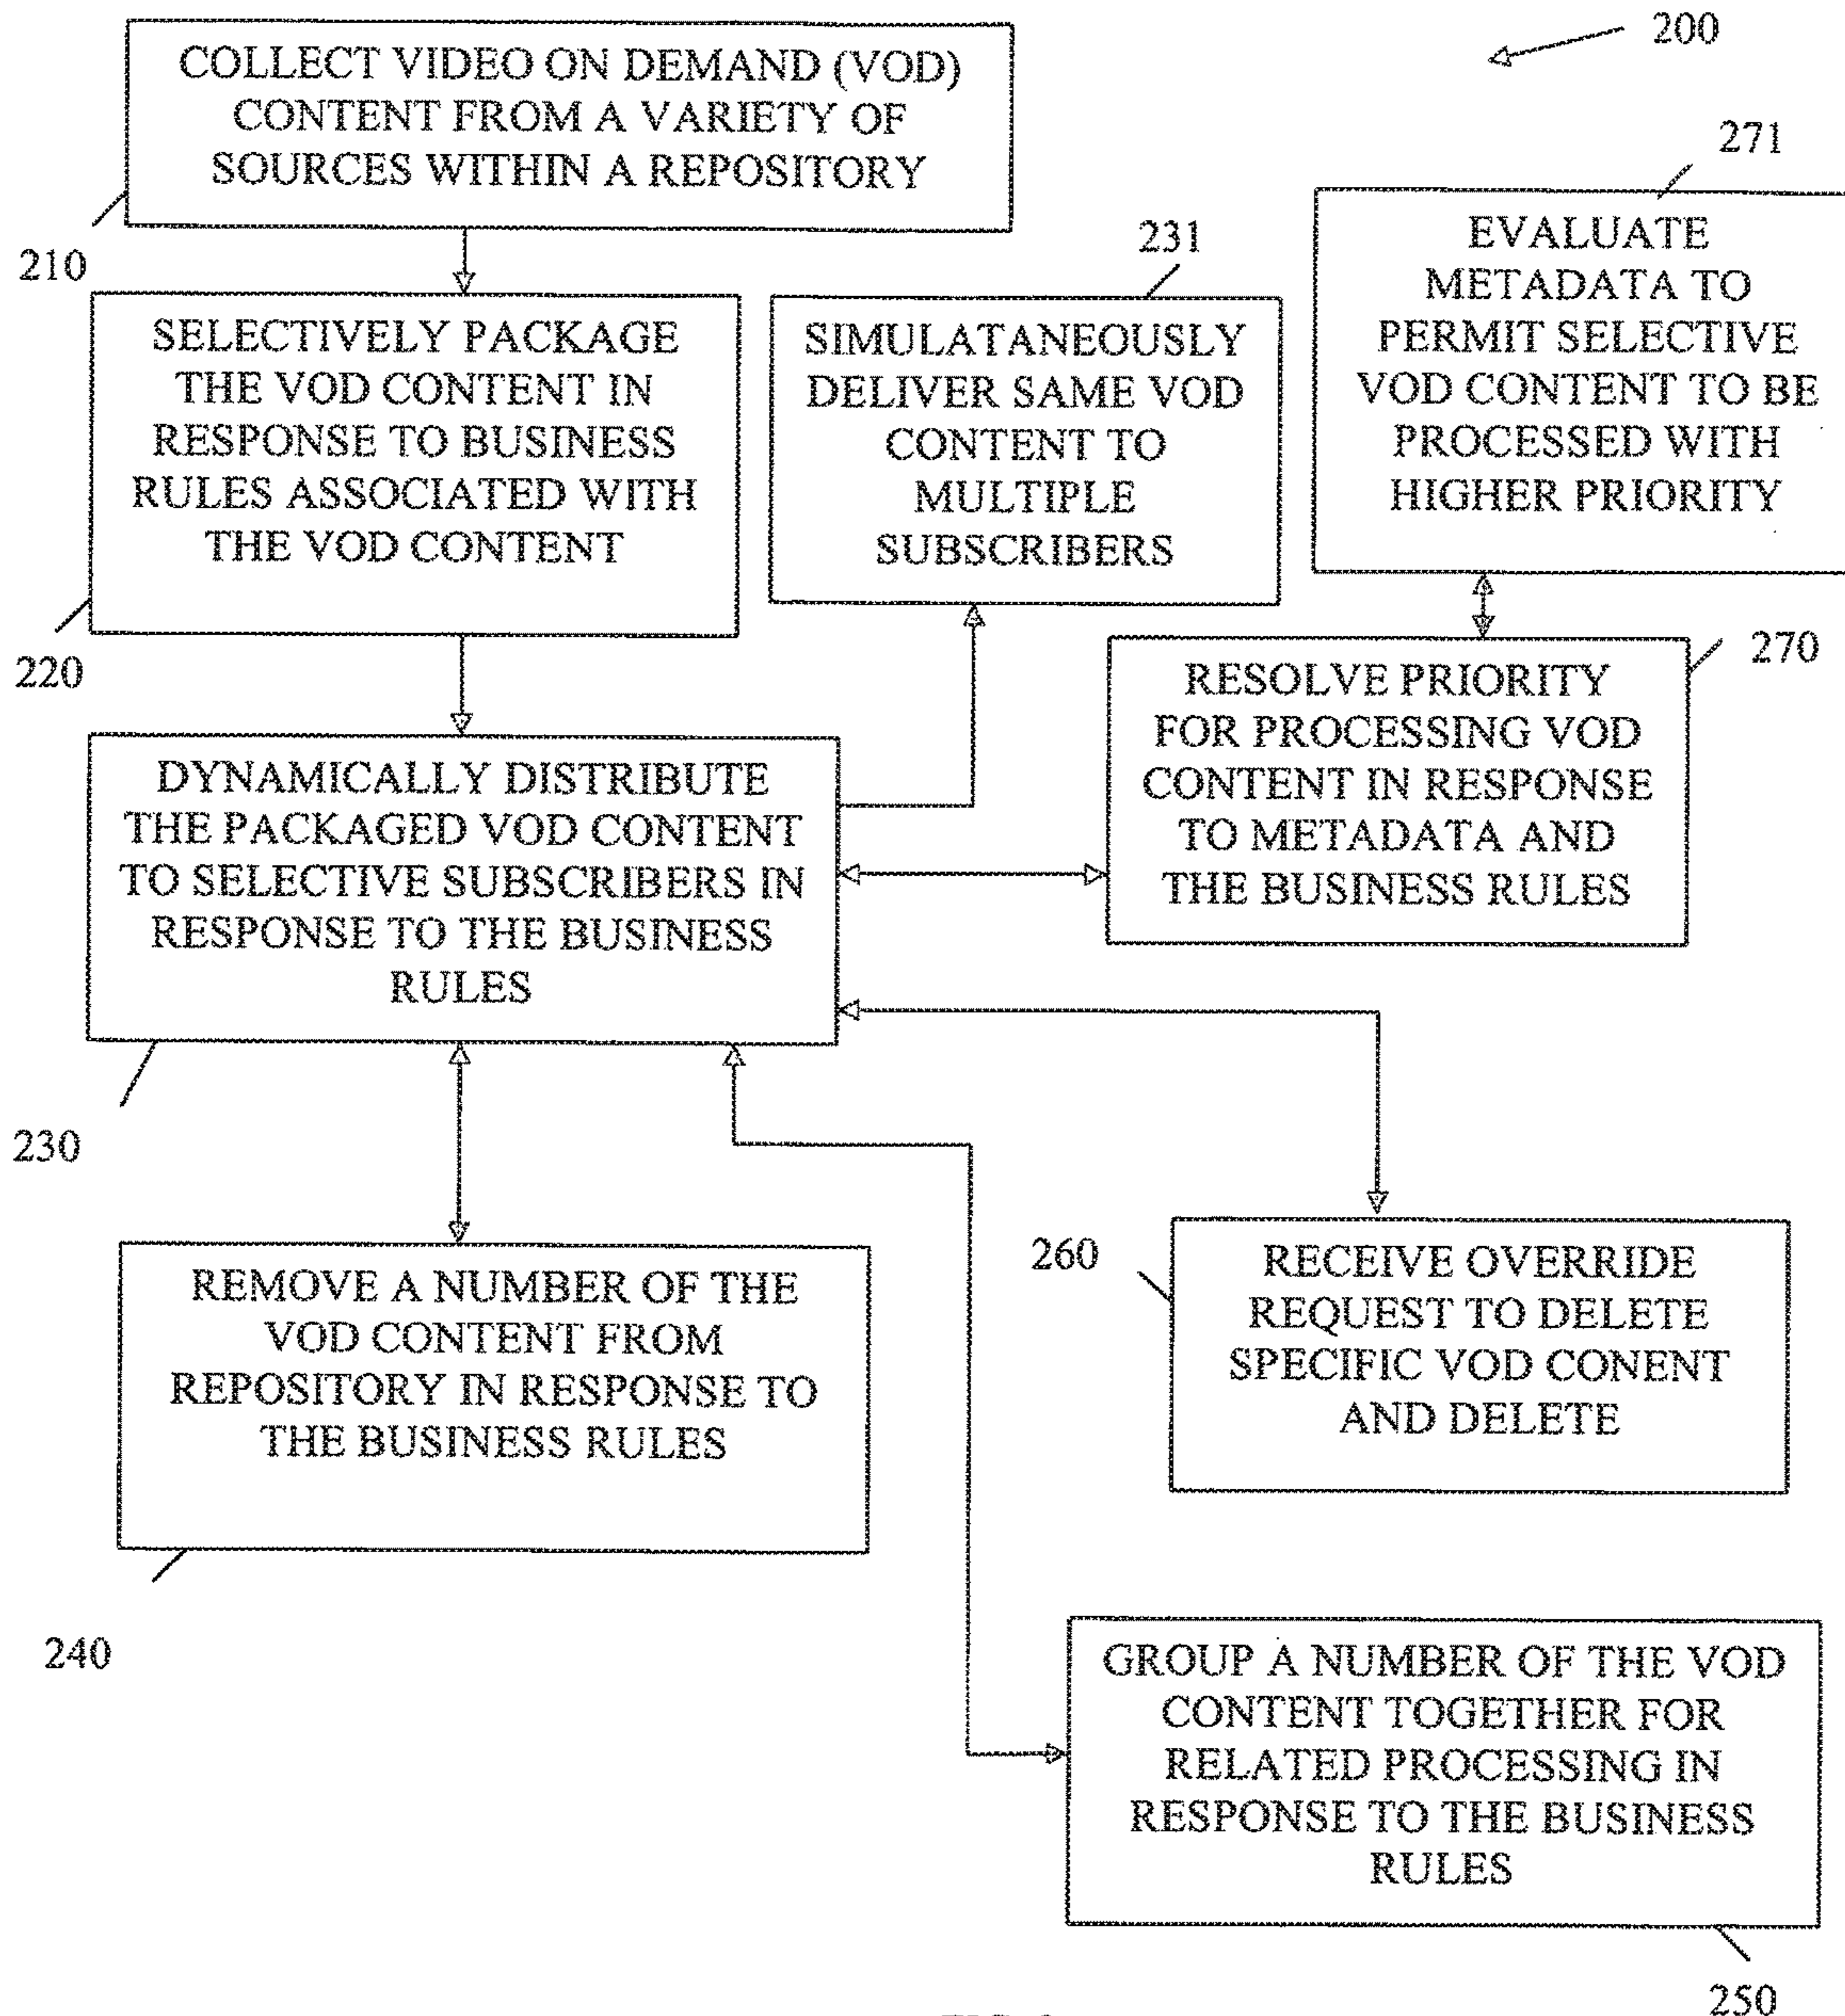 200
COLLECT VIDEO ON DEMAND (VOD)
CONTENT FROM A VARIETY OF
SOURCES WITHIN A REPOSITORY
210
271
EVALUATE
METADATA TO
PERMIT SELECTIVE
VOD CONTENT TO BE
PROCESSED WITH
HIGHER PRIORITY
231
SIMULATANEOUSLY
DELIVER SAME VOD
CONTENT TO
MULTIPLE
SUBSCRIBERS
SELECTIVELY PACKAGE
THE VOD CONTENT IN
RESPONSE TO BUSINESS
RULES ASSOCIATED WITH
THE VOD CONTENT
220
270
RESOLVE PRIORITY
FOR PROCESSING VOD
CONTENT IN RESPONSE
TO METADATA AND
THE BUSINESS RULES
DYNAMICALLY DISTRIBUTE
THE PACKAGED VOD CONTENT
TO SELECTIVE SUBSCRIBERS IN
RESPONSE TO THE BUSINESS
RULES
230
REMOVE A NUMBER OF THE
VOD CONTENT FROM
REPOSITORY IN RESPONSE TO
THE BUSINESS RULES
240
260
RECEIVE OVERRIDE
REQUEST TO DELETE
SPECIFIC VOD CONENT
AND DELETE
GROUP A NUMBER OF THE VOD
CONTENT TOGETHER FOR
RELATED PROCESSING IN
RESPONSE TO THE BUSINESS
RULES
250